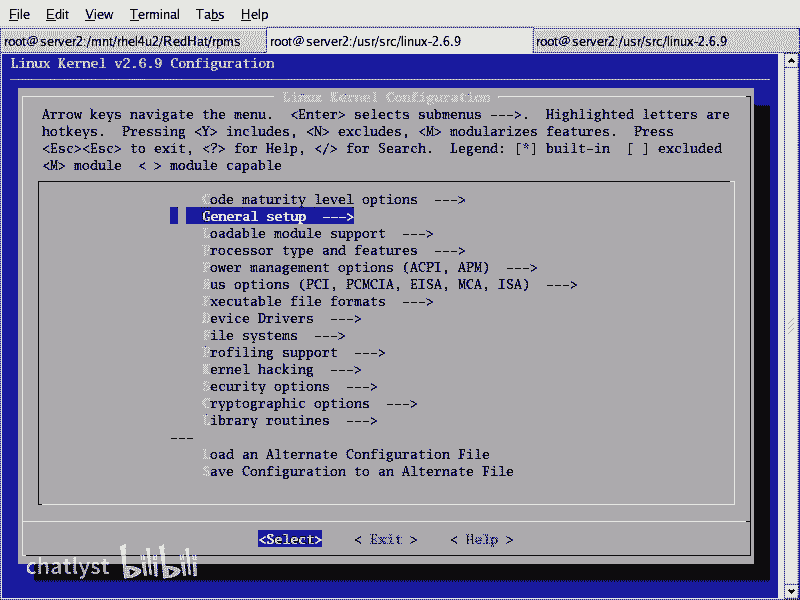 File Edit View Terminal Tabs Help
root@server2:/mnt/rhel4u2/RedHat/rpms root@server2:/usr/src/linux-2.6.9 root@server2:/usr/src/linux-2.6.9
Linux Kernel v2.6.9 Configuration
Linux Kernel Configuration
Arrow keys navigate the menu. <Enter> selects submenus --->. Highlighted letters are
hotkeys. Pressing <Y> includes, <N> excludes, <M> modularizes features. Press
<Esc><Esc> to exit, <?> for Help, </> for Search. Legend: [*] built-in [ ] excluded
<M> module < > module capable
Code maturity level options --->
General setup --->
Loadable module support --->
Processor type and features --->
Power management options (ACPI, APM) --->
Bus options (PCI, PCMCIA, EISA, MCA, ISA) --->
Executable file formats --->
Device Drivers --->
File systems --->
Profiling support --->
Kernel hacking --->
Security options --->
Cryptographic options --->
Library routines --->
---
Load an Alternate Configuration File
Save Configuration to an Alternate File
<Select> < Exit > < Help >
chatlyst bilibili